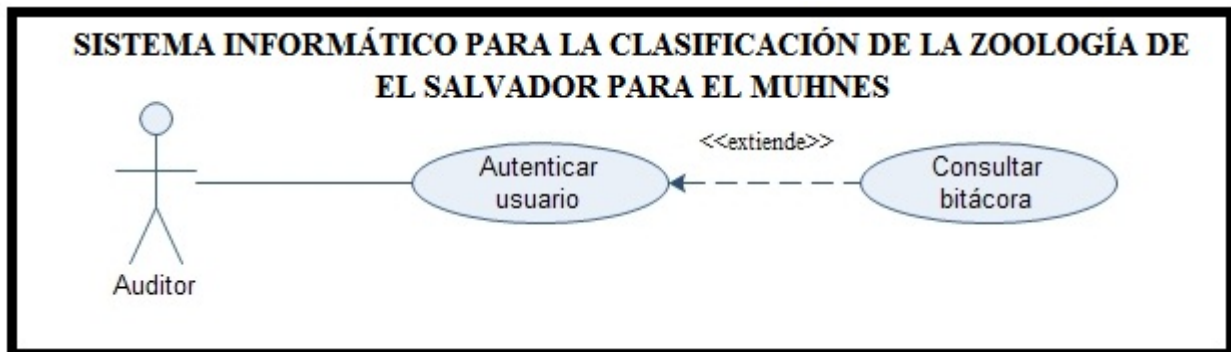 SISTEMA INFORMÁTICO PARA LA CLASIFICACIÓN DE LA ZOOLOGÍA DE
EL SALVADOR PARA EL MUHNES
<<extiende>>
Autenticar
usuario
Consultar
bitácora
Auditor